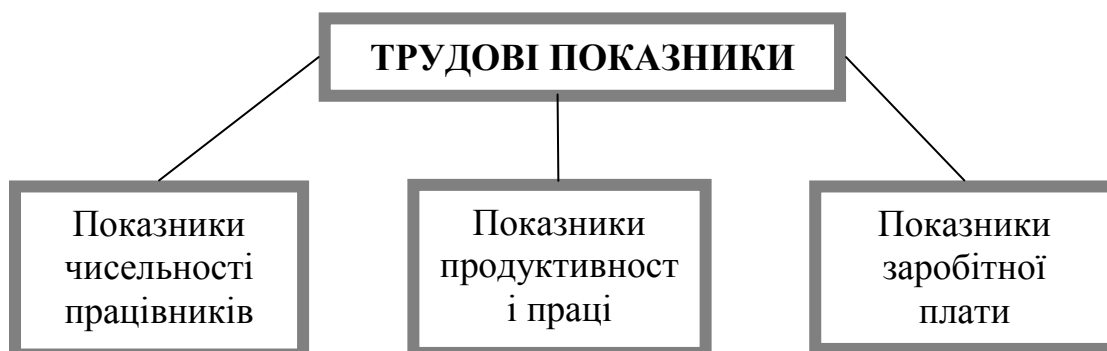 ТРУДОВІ ПОКАЗНИКИ
Показники
чисельності
працівників
Показники
продуктивност
і праці
Показники
заробітної
плати